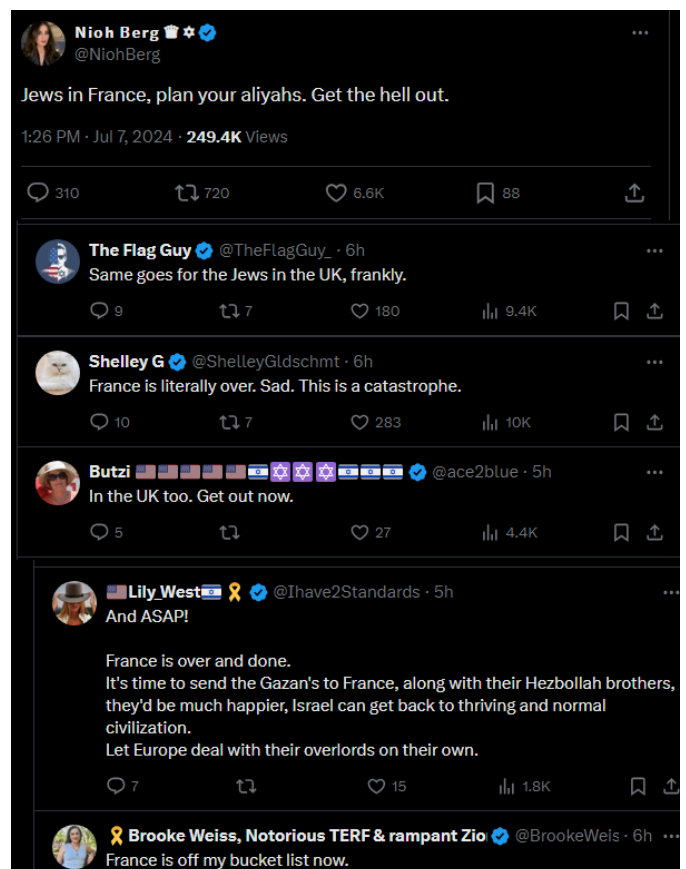 Nioh Berg
@NiohBerg
Jews in France, plan your aliyahs. Get the hell out.
1:26 PM · Jul 7, 2024 · 249.4K Views
310 720 6.6K 88
The Flag Guy @TheFlagGuy_ · 6h
Same goes for the Jews in the UK, frankly.
9 7 180 9.4K
Shelley G @ShelleyGldschmt · 6h
France is literally over. Sad. This is a catastrophe.
10 7 283 10K
Butzi @ace2blue · 5h
In the UK too. Get out now.
5 27 4.4K
Lily_West @Ihave2Standards · 5h
And ASAP!
France is over and done.
It's time to send the Gazan's to France, along with their Hezbollah brothers,
they'd be much happier, Israel can get back to thriving and normal
civilization.
Let Europe deal with their overlords on their own.
7 15 1.8K
Brooke Weiss, Notorious TERF & rampant Zio @BrookeWeis · 6h
France is off my bucket list now.